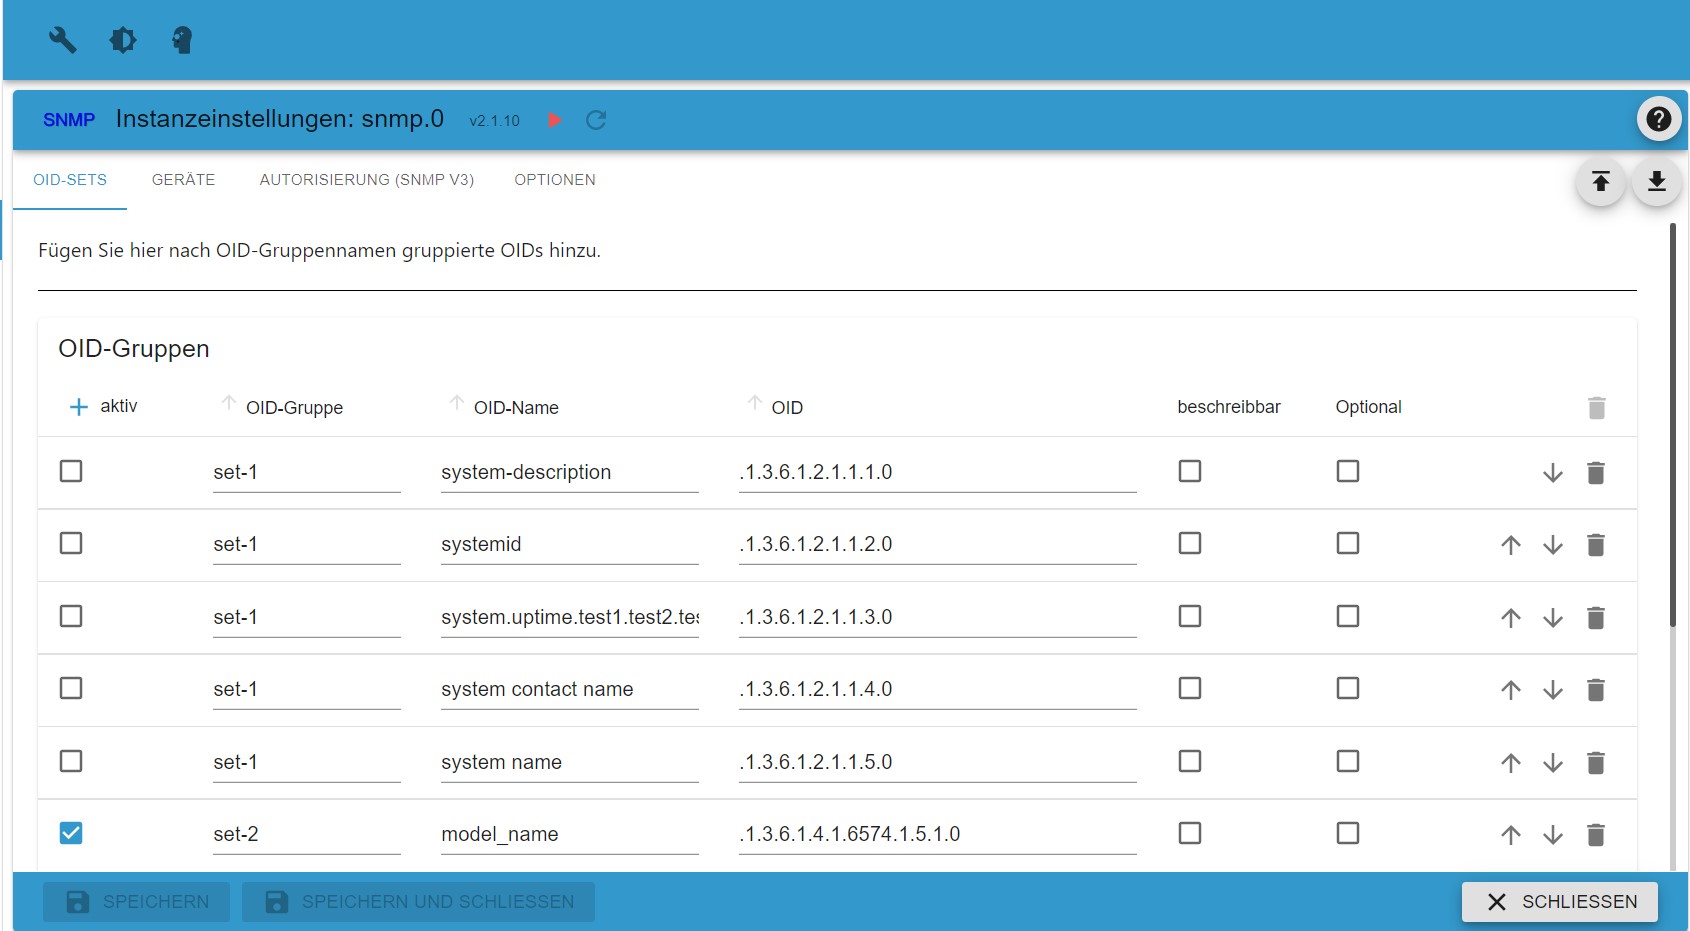 SNMP Instanzeinstellungen: snmp.0 v2.1.10
OID-SETS GERÄTE AUTORISIERUNG (SNMP V3) OPTIONEN
Fügen Sie hier nach OID-Gruppennamen gruppierte OIDs hinzu.
OID-Gruppen
aktiv OID-Gruppe OID-Name OID beschreibbar Optional
set-1 system-description .1.3.6.1.2.1.1.1.0
set-1 systemid .1.3.6.1.2.1.1.2.0
set-1 system.uptime.test1.test2.tes .1.3.6.1.2.1.1.3.0
set-1 system contact name .1.3.6.1.2.1.1.4.0
set-1 system name .1.3.6.1.2.1.1.5.0
set-2 model_name .1.3.6.1.4.1.6574.1.5.1.0
SPEICHERN SPEICHERN UND SCHLIESSEN SCHLIESSEN